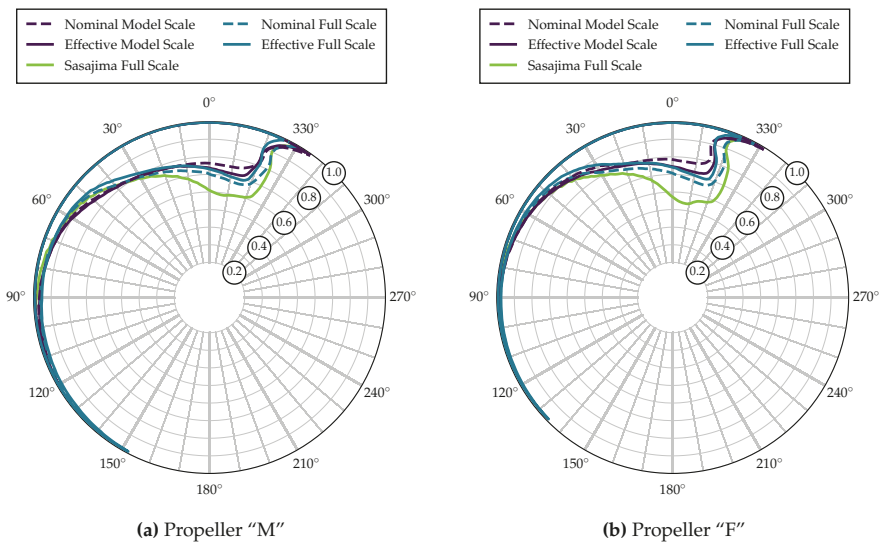 Nominal Model Scale
Nominal Full Scale
Effective Model Scale
Effective Full Scale
Sasajima Full Scale
0°
30°
330°
60°
300°
90°
270°
120°
240°
150°
210°
180°
1.0
0.8
0.6
0.4
0.2
(a) Propeller “M”
Nominal Model Scale
Nominal Full Scale
Effective Model Scale
Effective Full Scale
Sasajima Full Scale
0°
30°
330°
60°
300°
90°
270°
120°
240°
150°
210°
180°
1.0
0.8
0.6
0.4
0.2
(b) Propeller “F”